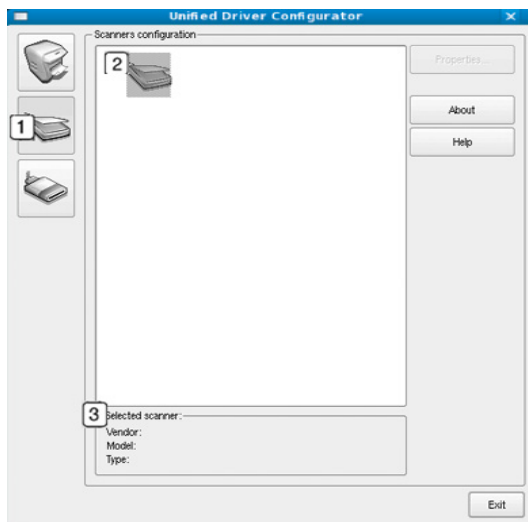 Unified Driver Configurator
Scanners configuration
2
Properties...
About
1
Help
3
Selected scanner:
Vendor:
Model:
Type:
Exit